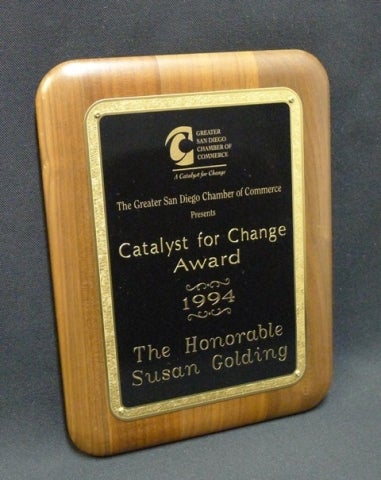 GREATER
SAN DIEGO
CHAMBER OF
COMMERCE
A Catalyst for Change
The Greater San Diego Chamber of Commerce
Presents
Catalyst for Change
Award
1994
The Honorable
Susan Golding